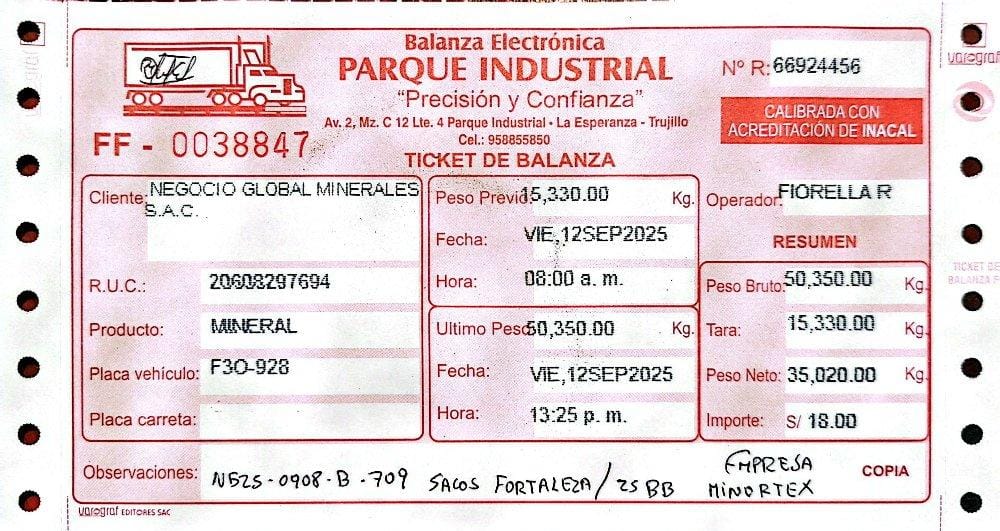 Balanza Electrónica
PARQUE INDUSTRIAL
"Precisión y Confianza"
Av. 2, Mz. C 12 Lte. 4 Parque Industrial - La Esperanza - Trujillo
Cel.: 958855850
TICKET DE BALANZA
Nº R: 66924456
CALIBRADA CON
ACREDITACIÓN DE INACAL
FF - 0038847
Cliente: NEGOCIO GLOBAL MINERALES
S.A.C.
R.U.C.: 20608297694
Producto: MINERAL
Placa vehículo: F3O-928
Placa carreta:
Peso Previo 15,330.00 Kg.
Fecha: VIE,12SEP2025
Hora: 08:00 a. m.
Ultimo Peso 50,350.00 Kg.
Fecha: VIE,12SEP2025
Hora: 13:25 p. m.
Operador: FIORELLA R
RESUMEN
Peso Bruto: 50,350.00 Kg.
Tara: 15,330.00 Kg.
Peso Neto: 35,020.00 Kg.
Importe: S/ 18.00
Observaciones: N525-0908-B-709 SACOS FORTALEZA / 25 BB EMPRESA
MINORTEX
COPIA
varograf EDITORES SAC
varograf
TICKET DE